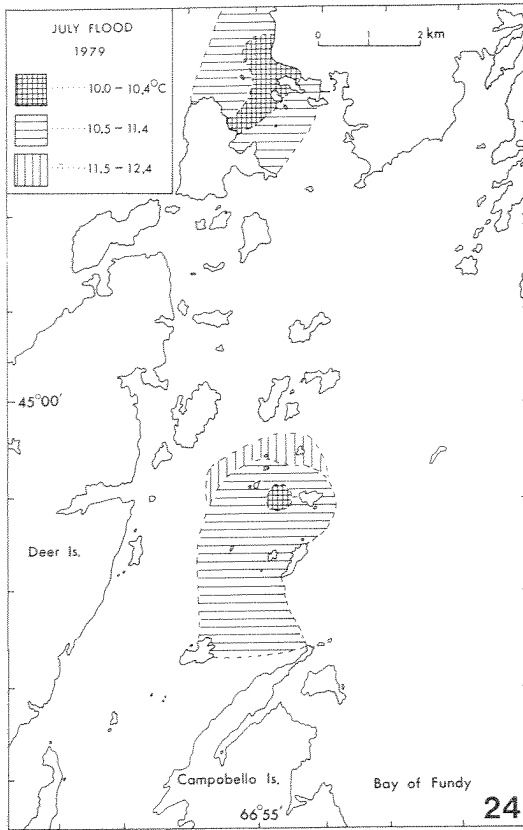 JULY FLOOD
1979
10.0 – 10.4°C
10.5 – 11.4
11.5 – 12.4
0 1 2 km
45°00'
Deer Is.
Campobello Is.
Bay of Fundy
66°55'
24